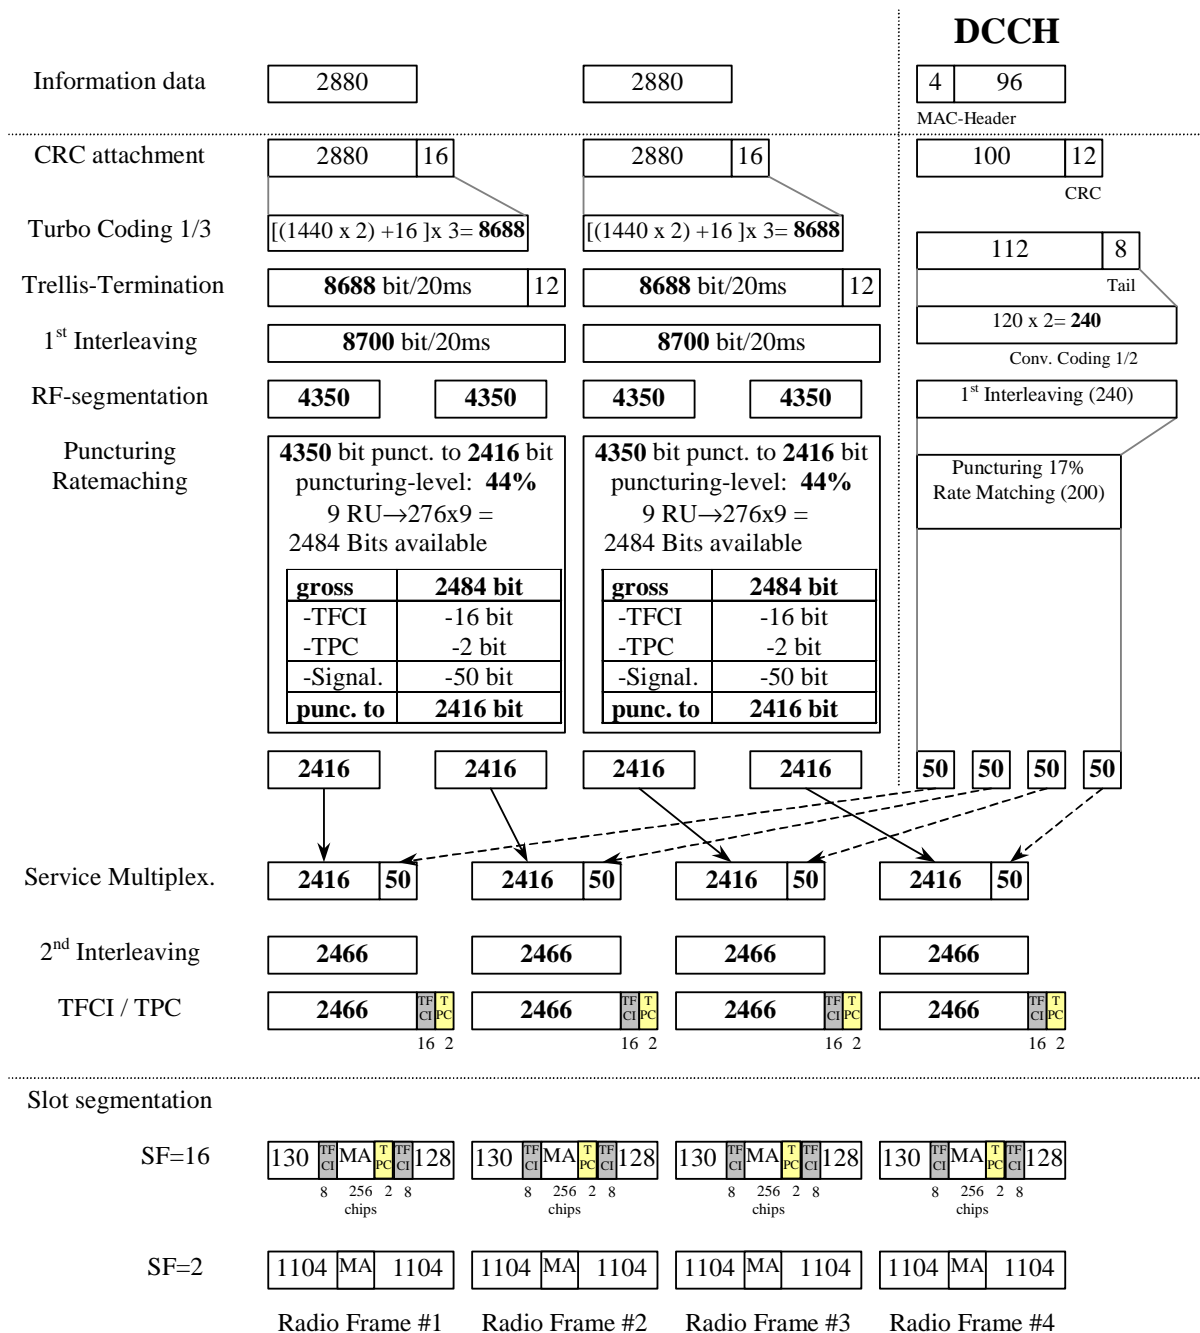 DCCH
Information data 2880 2880 4 96
MAC-Header
CRC attachment 2880 16 2880 16 100 12
CRC
Turbo Coding 1/3 [(1440 x 2) +16 ]x 3= 8688 [(1440 x 2) +16 ]x 3= 8688
112 8
Trellis-Termination 8688 bit/20ms 12 8688 bit/20ms 12
Tail
120 x 2= 240
1st Interleaving 8700 bit/20ms 8700 bit/20ms
Conv. Coding 1/2
RF-segmentation 4350 4350 4350 4350 1st Interleaving (240)
Puncturing 4350 bit punct. to 2416 bit 4350 bit punct. to 2416 bit
Ratemaching puncturing-level: 44% puncturing-level: 44%
Puncturing 17%
Rate Matching (200)
9 RU→276x9 = 9 RU→276x9 =
2484 Bits available 2484 Bits available
gross 2484 bit gross 2484 bit
-TFCI -16 bit -TFCI -16 bit
-TPC -2 bit -TPC -2 bit
-Signal. -50 bit -Signal. -50 bit
punc. to 2416 bit punc. to 2416 bit
2416 2416 2416 2416 50 50 50 50
Service Multiplex. 2416 50 2416 50 2416 50 2416 50
2nd Interleaving 2466 2466 2466 2466
TFCI / TPC 2466 TF CI T PC 2466 TF CI T PC 2466 TF CI T PC 2466 TF CI T PC
16 2 16 2 16 2 16 2
Slot segmentation
SF=16 130 TF CI MA T PC TF CI 128 130 TF CI MA T PC TF CI 128 130 TF CI MA T PC TF CI 128 130 TF CI MA T PC TF CI 128
8 256 2 8 8 256 2 8 8 256 2 8 8 256 2 8
chips chips chips chips
SF=2 1104 MA 1104 1104 MA 1104 1104 MA 1104 1104 MA 1104
Radio Frame #1 Radio Frame #2 Radio Frame #3 Radio Frame #4